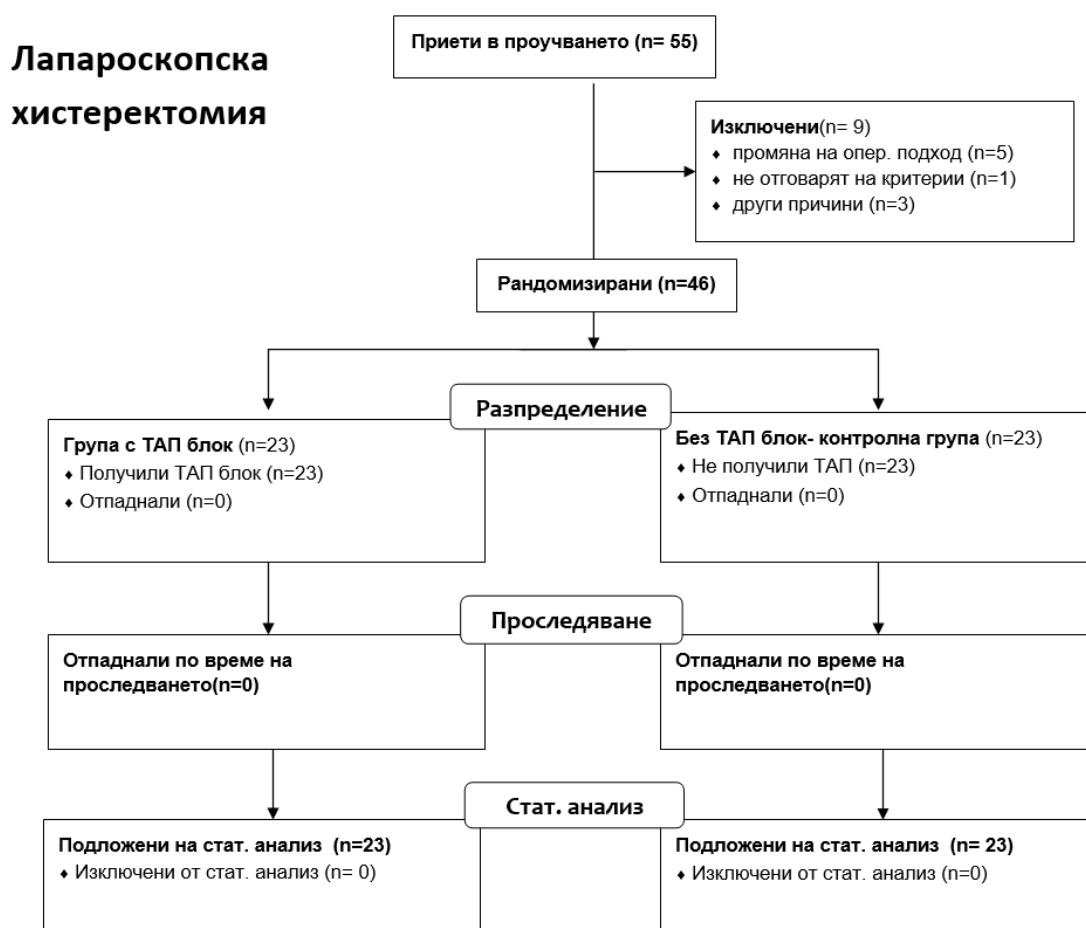 Лапароскопска
хистеректомия
Приети в проучването (n= 55)
Изключени(n= 9)
♦ промяна на опер. подход (n=5)
♦ не отговарят на критерии (n=1)
♦ други причини (n=3)
Рандомизирани (n=46)
Разпределение
Група с ТАП блок (n=23)
♦ Получили ТАП блок (n=23)
♦ Отпаднали (n=0)
Без ТАП блок- контролна група (n=23)
♦ Не получили ТАП (n=23)
♦ Отпаднали (n=0)
Проследяване
Отпаднали по време на
проследването(n=0)
Отпаднали по време на
проследването(n=0)
Стат. анализ
Подложени на стат. анализ (n=23)
♦ Изключени от стат. анализ (n= 0)
Подложени на стат. анализ (n= 23)
♦ Изключени от стат. анализ (n=0)